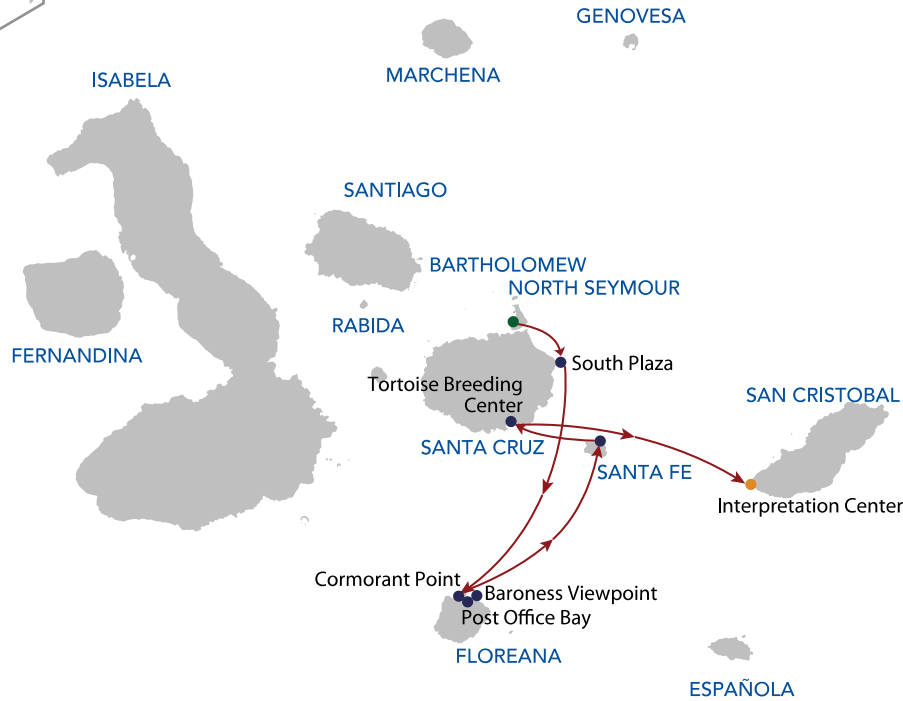 GENOVESA
MARCHENA
ISABELA
SANTIAGO
BARTHOLOMEW
NORTH SEYMOUR
RABIDA
FERNANDINA
South Plaza
Tortoise Breeding
Center
SAN CRISTOBAL
SANTA CRUZ
SANTA FE
Interpretation Center
Cormorant Point
Baroness Viewpoint
Post Office Bay
FLOREANA
ESPAÑOLA